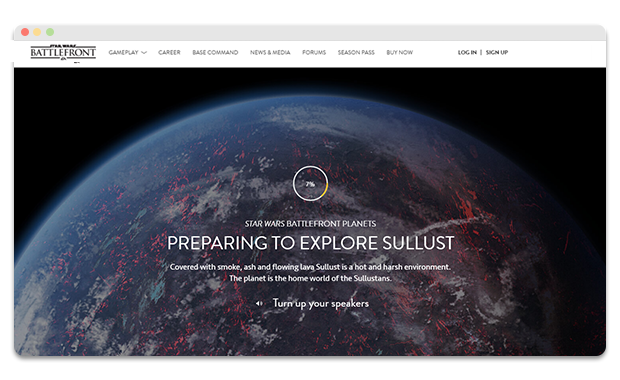 STAR WARS
BATTLEFRONT
GAMEPLAY CAREER BASE COMMAND NEWS & MEDIA FORUMS SEASON PASS BUY NOW LOG IN | SIGN UP
7%
STAR WARS BATTLEFRONT PLANETS
PREPARING TO EXPLORE SULLUST
Covered with smoke, ash and flowing lava Sullust is a hot and harsh environment.
The planet is the home world of the Sullustans.
Turn up your speakers